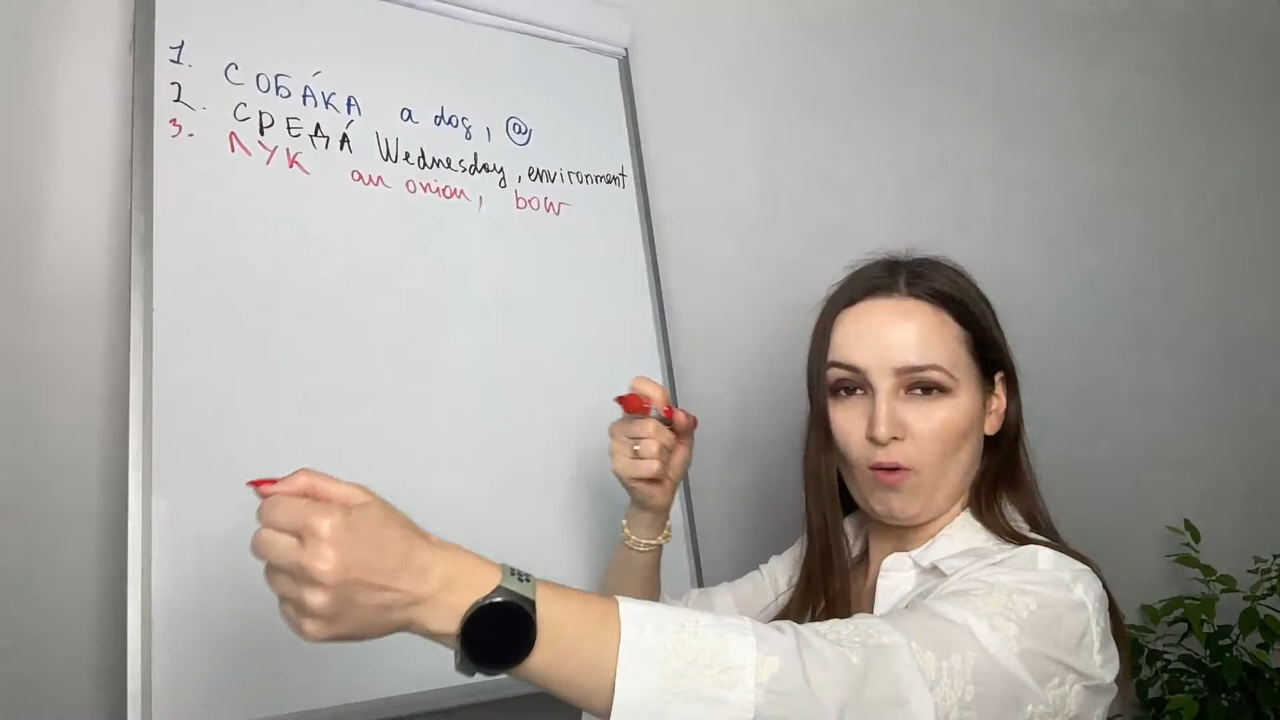 1. СОБА́КА a dog, @
2. СРЕДА́ Wednesday, environment
3. ЛУК an onion, bow